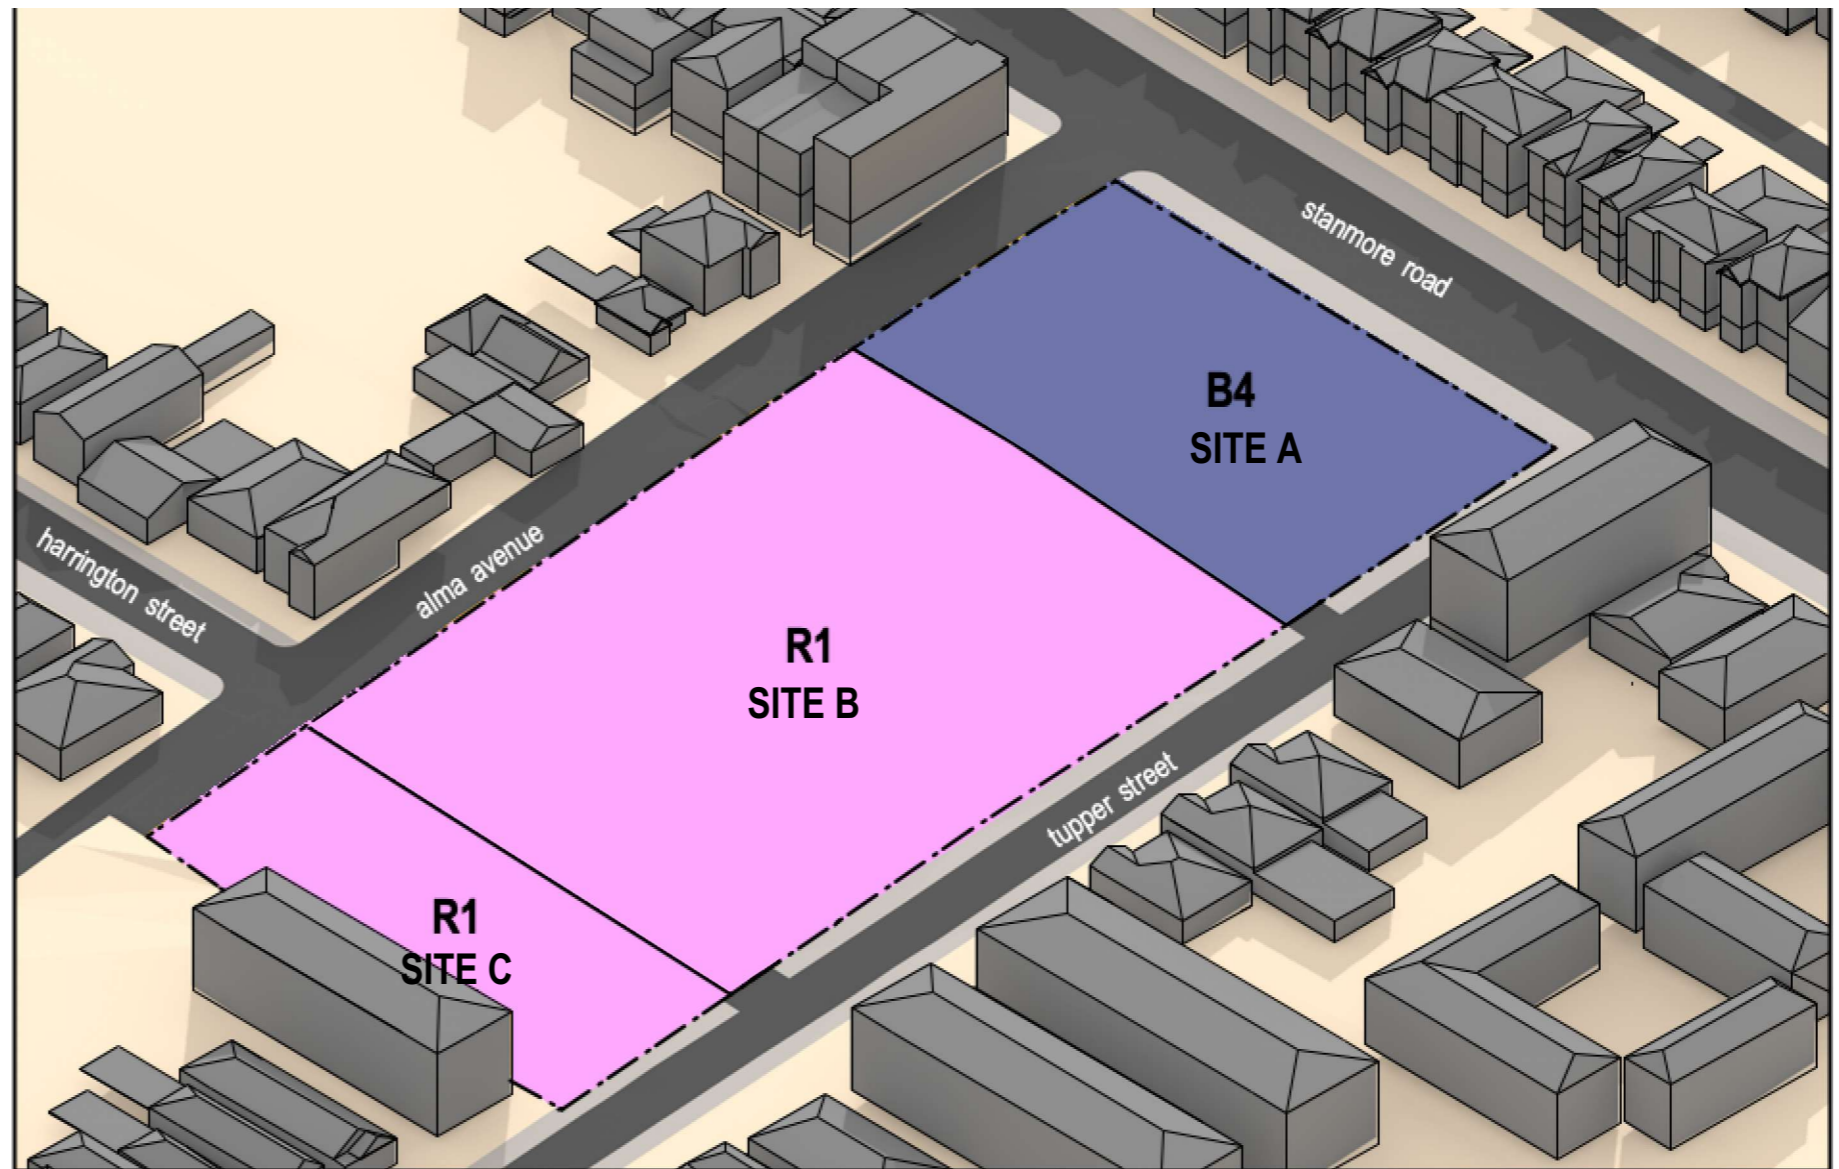 stanmore road
B4
SITE A
harrington street
alma avenue
R1
SITE B
tupper street
R1
SITE C